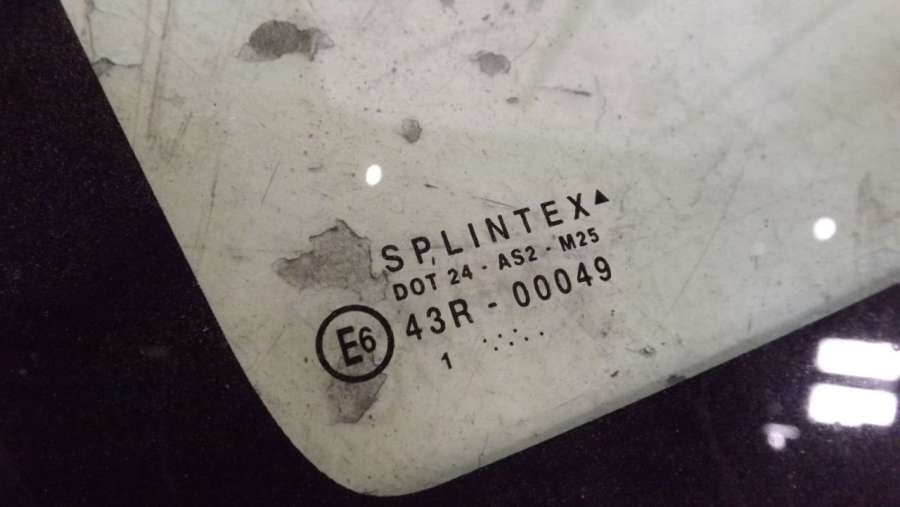 SPLINTEX▲
DOT 24 - AS2 - M25
E6 43R - 00049
1 ∴∵..